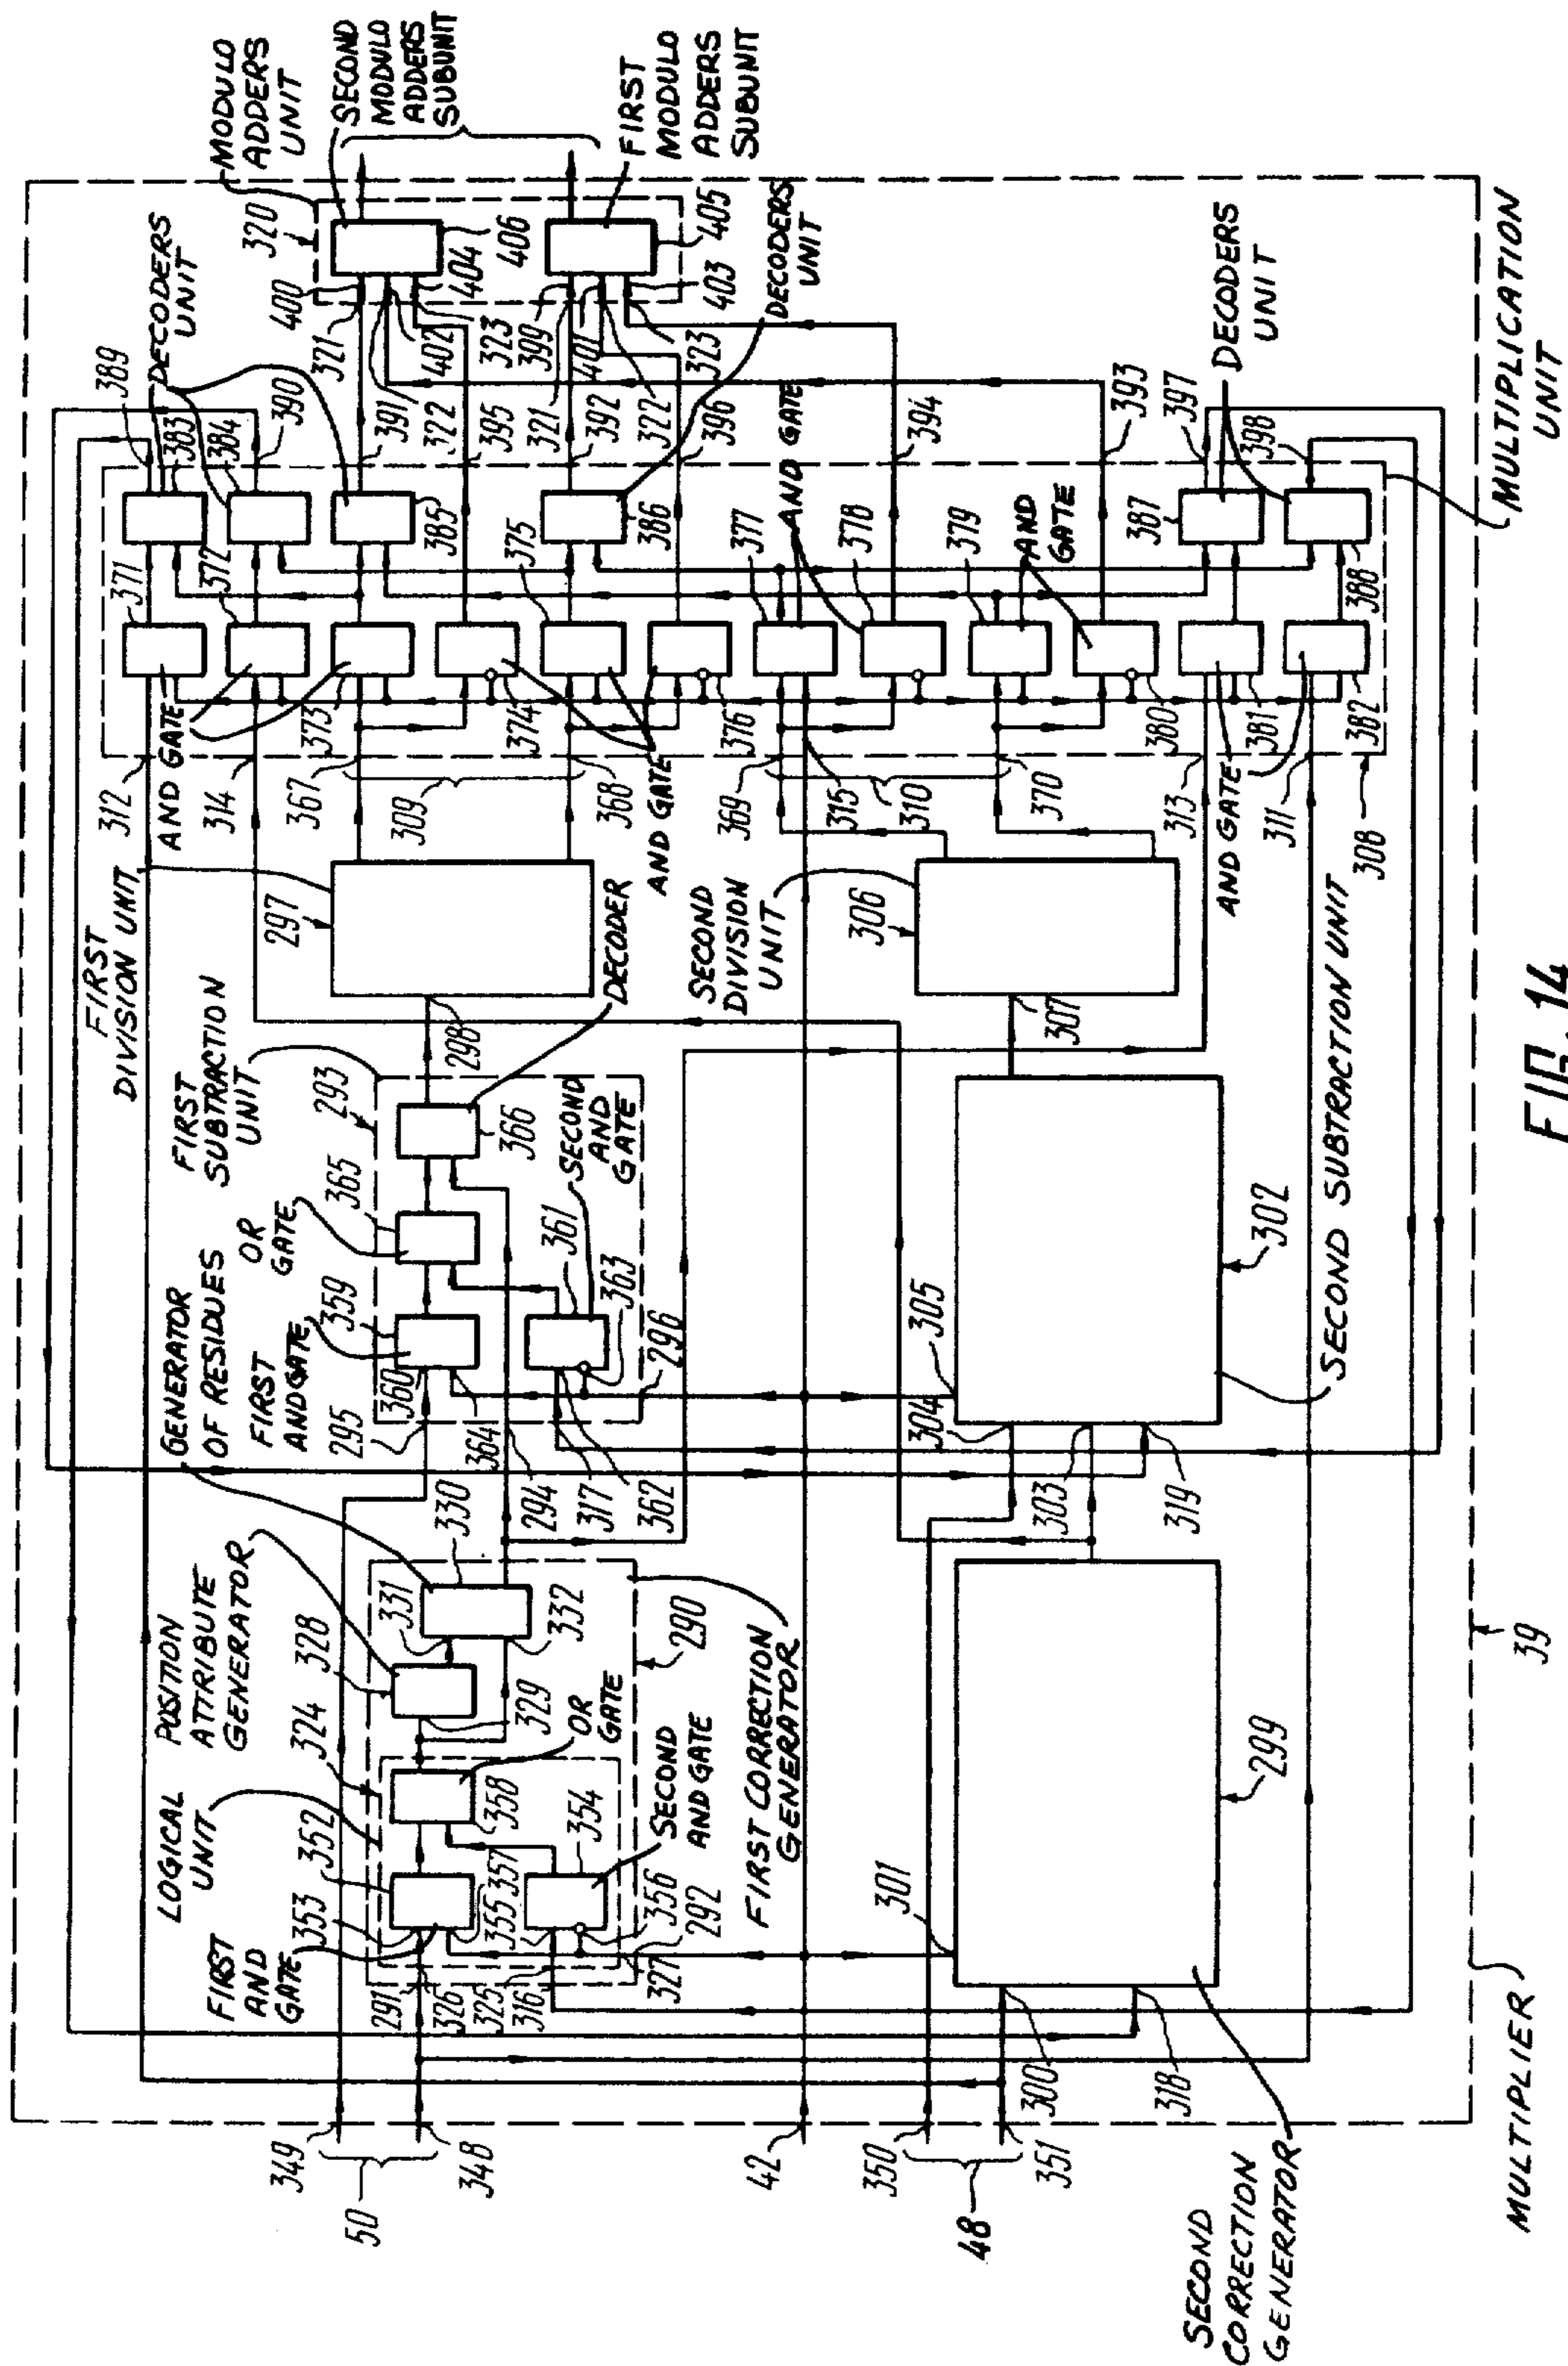 MODULO
ADDERS
UNIT
SECOND
MODULO
ADDERS
SUBUNIT
FIRST
MODULO
ADDERS
SUBUNIT
320
400
404
406
405
403
399
401
402
321
322
323
321
322
323
DECODERS
UNIT
DECODERS
UNIT
DECODERS
UNIT
389
383
384
390
391
395
392
396
394
393
397
398
385
386
387
388
371
372
373
374
375
376
377
378
379
380
381
382
AND GATE
AND GATE
AND GATE
AND
GATE
AND GATE
MULTIPLICATION
UNIT
312
314
367
309
368
369
315
310
370
313
311
308
FIRST
DIVISION UNIT
297
298
DECODER
SECOND
DIVISION
UNIT
306
307
FIRST
SUBTRACTION
UNIT
293
366
365
OR
GATE
359
FIRST
AND GATE
360
295
364
294
317
362
361
363
296
SECOND
AND
GATE
SECOND SUBTRACTION UNIT
302
305
304
303
319
GENERATOR
OF RESIDUES
330
331
332
POSITION
ATTRIBUTE
GENERATOR
328
329
290
324
LOGICAL
UNIT
352
353
358
OR
GATE
354
SECOND
AND GATE
355
357
355
356
292
327
FIRST
AND
GATE
291
326
325
316
FIRST CORRECTION
GENERATOR
299
301
300
318
349
348
50
42
350
351
48
SECOND
CORRECTION
GENERATOR
MULTIPLIER
39
FIG. 14